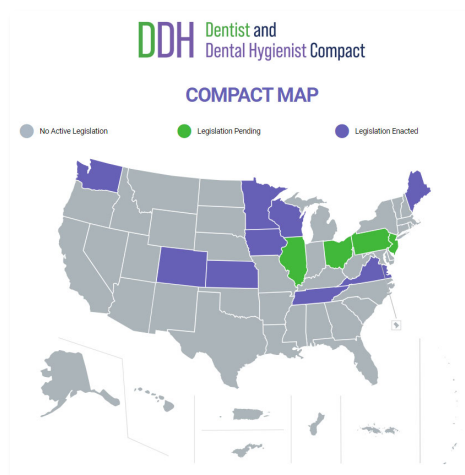 DDH Dentist and
Dental Hygienist Compact
COMPACT MAP
No Active Legislation
Legislation Pending
Legislation Enacted